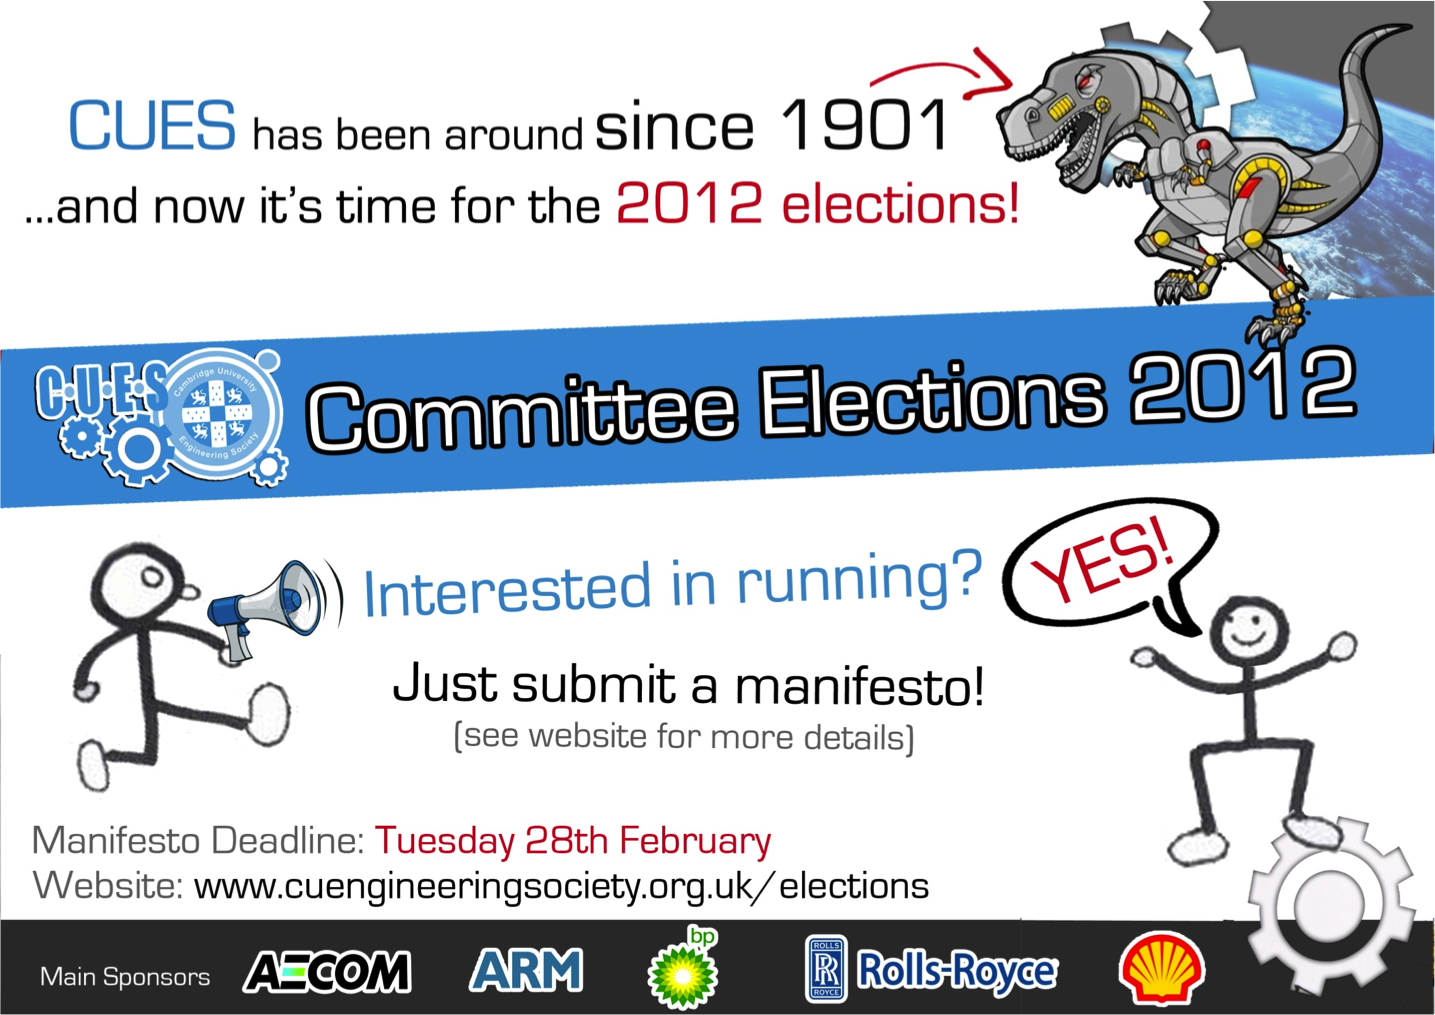 CUES has been around since 1901
...and now it's time for the 2012 elections!
C·U·E·S
Cambridge University
Engineering Society
Committee Elections 2012
Interested in running?
YES!
Just submit a manifesto!
(see website for more details)
Manifesto Deadline: Tuesday 28th February
Website: www.cuengineeringsociety.org.uk/elections
Main Sponsors
AECOM
ARM
bp
ROLLS
RR
ROYCE
Rolls-Royce